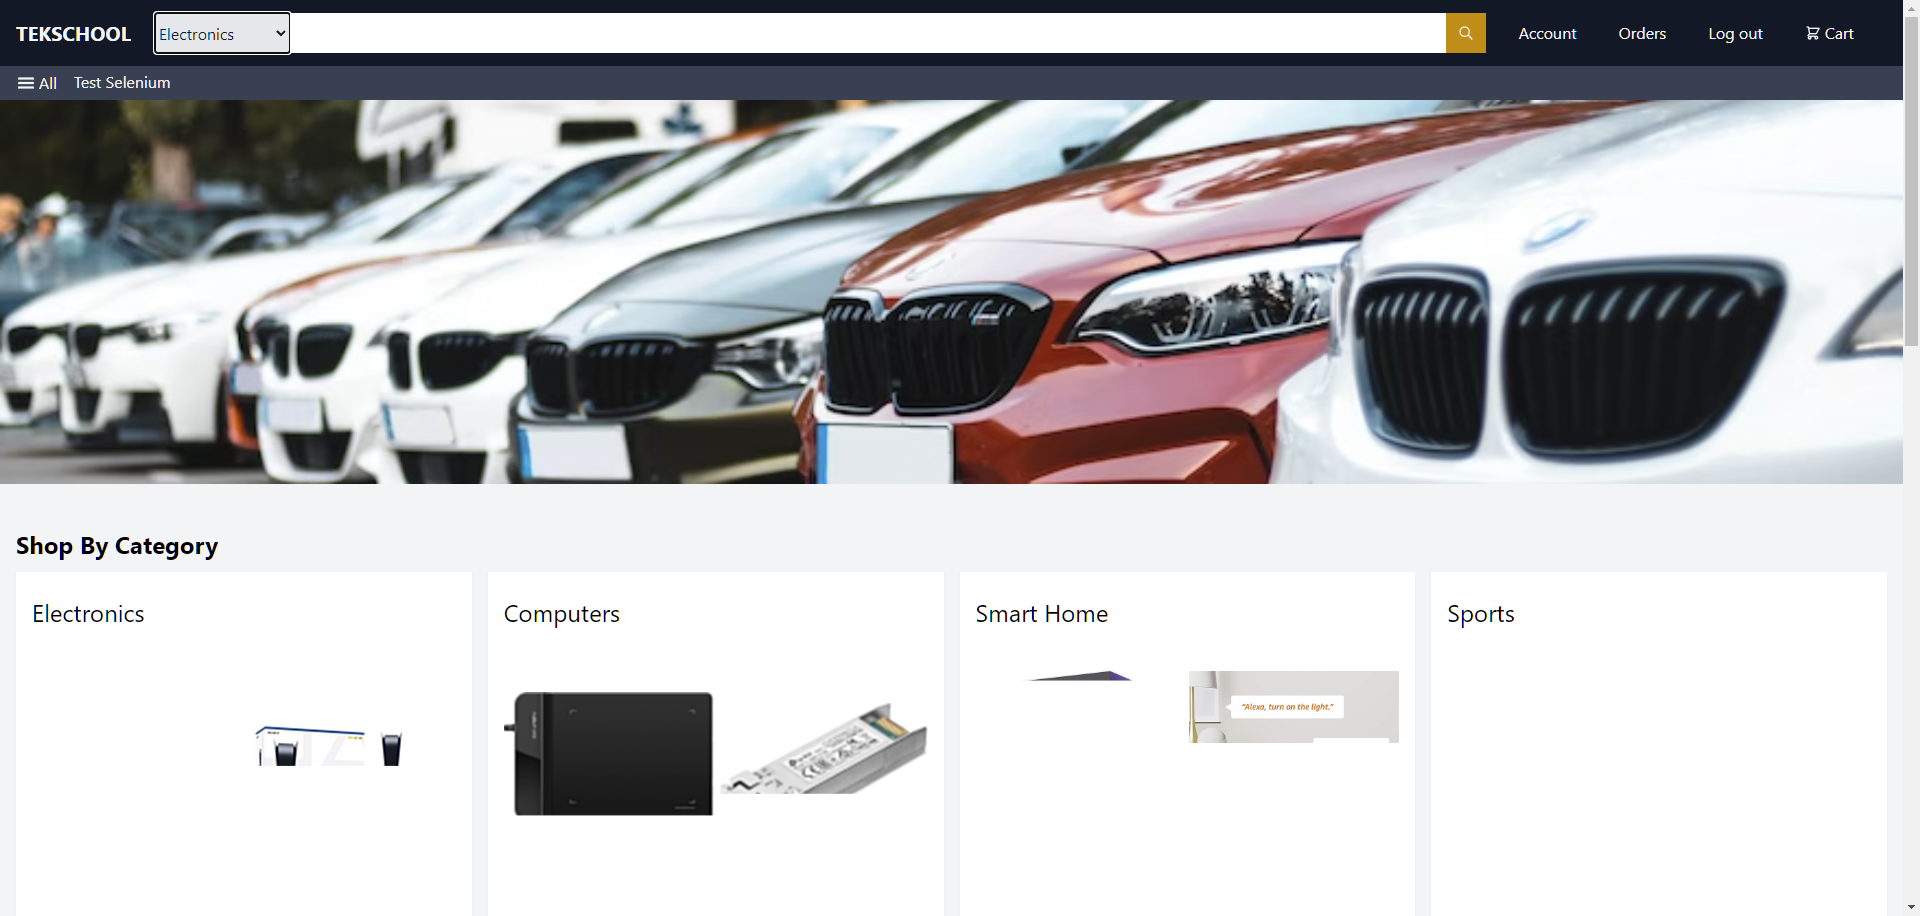 TEKSCHOOL Electronics Account Orders Log out Cart
All Test Selenium
Shop By Category
Electronics Computers Smart Home Sports
“Alexa, turn on the light.”